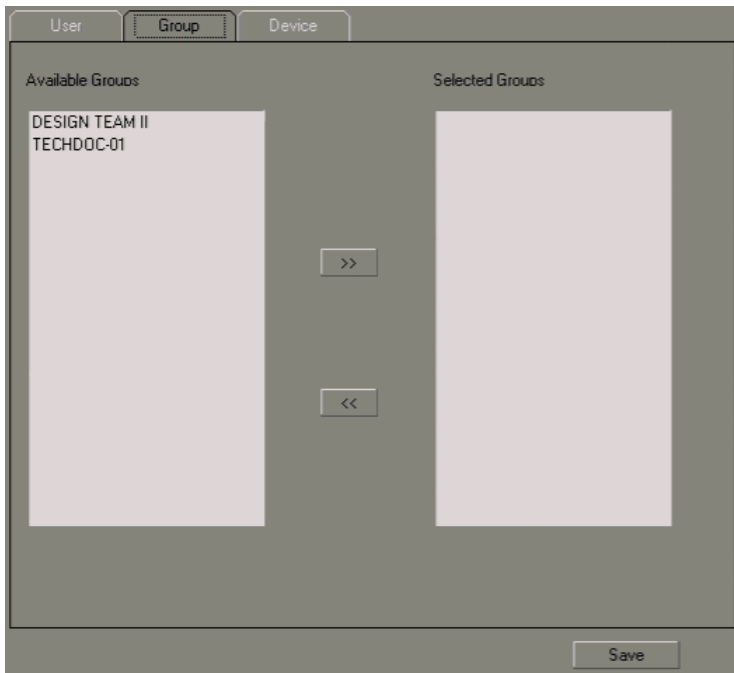 User Group Device
Available Groups Selected Groups
DESIGN TEAM II
TECHDOC-01
>>
<<
Save